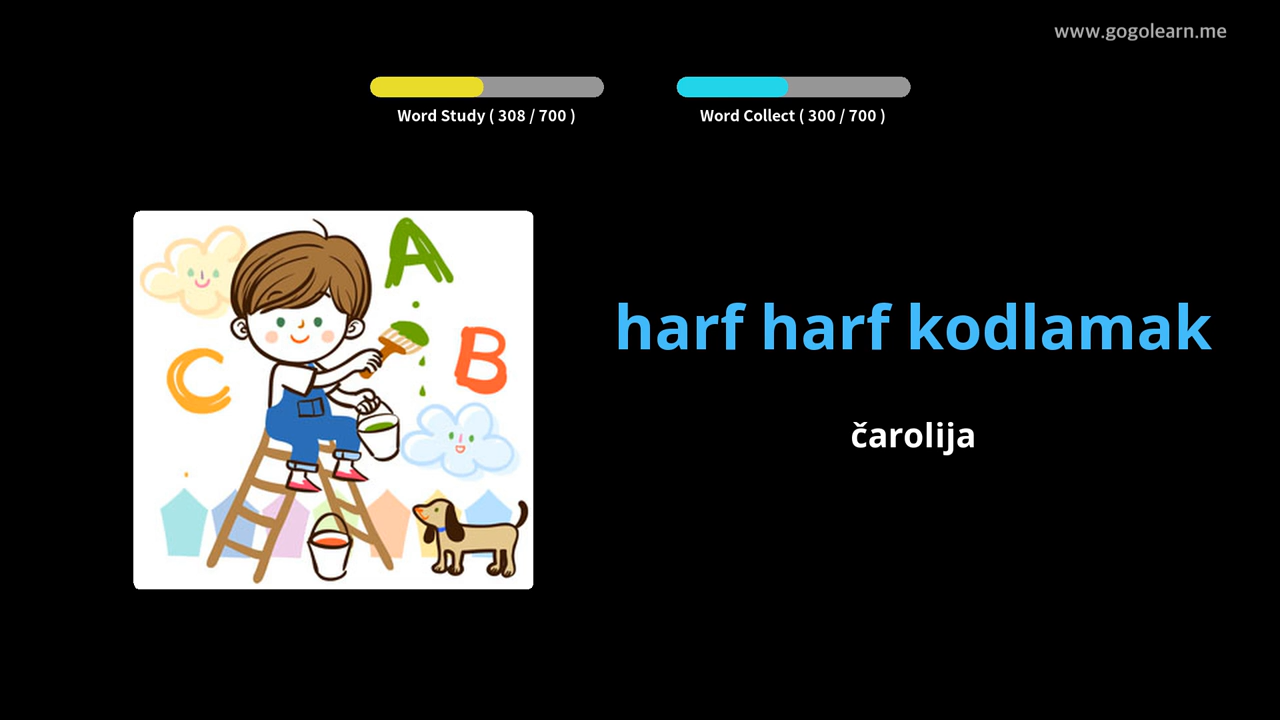 www.gogolearn.me
Word Study ( 308 / 700 )
Word Collect ( 300 / 700 )
A
B
C
harf harf kodlamak
čarolija